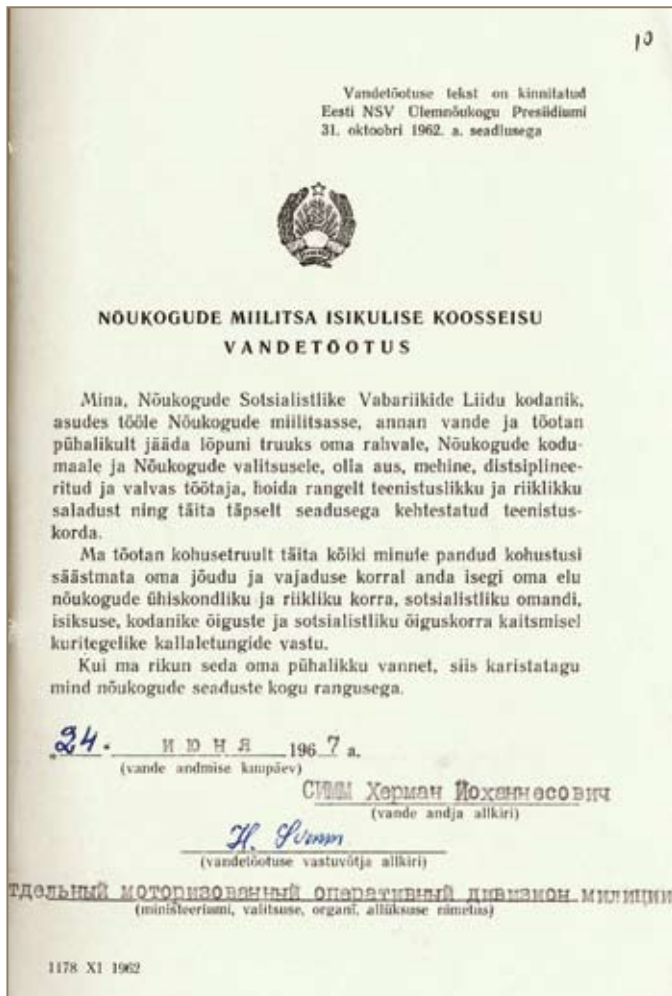 10
Vandetõotuse tekst on kinnitatud
Eesti NSV Ülemnõukogu Presiidiumi
31. oktoobri 1962. a. seadlusega
NÕUKOGUDE MIILITSA ISIKULISE KOOSSEISU
VANDETÕOTUS
Mina, Nõukogude Sotsialistlike Vabariikide Liidu kodanik,
asudes tööle Nõukogude miilitsasse, annan vande ja tõotan
pühalikult jääda lõpuni truuks oma rahvale, Nõukogude kodu-
maale ja Nõukogude valitsusele, olla aus, mehine, distsiplinee-
ritud ja valvas töötaja, hoida rangelt teenistuslikku ja riiklikku
saladust ning täita täpselt seadusega kehtestatud teenistus-
korda.
Ma tõotan kohusetruult täita kõiki minule pandud kohustusi
säästmata oma jõudu ja vajaduse korral anda isegi oma elu
nõukogude ühiskondliku ja riikliku korra, sotsialistliku omandi,
isiksuse, kodanike õiguste ja sotsialistliku õiguskorra kaitsmisel
kuritegelike kallaletungide vastu.
Kui ma rikun seda oma pühalikku vannet, siis karistatagu
mind nõukogude seaduste kogu rangusega.
„24. ИЮНЯ 1967 a.
(vande andmise kuupäev)
СИММ Херман Йоханнесович
(vande andja allkiri)
H. Simm
(vandetõotuse vastuvõtja allkiri)
тдельный моторизованный оперативный дивизион милиции
(ministeeriumi, valitsuse, organi, allüksuse nimetus)
1178 XI 1962